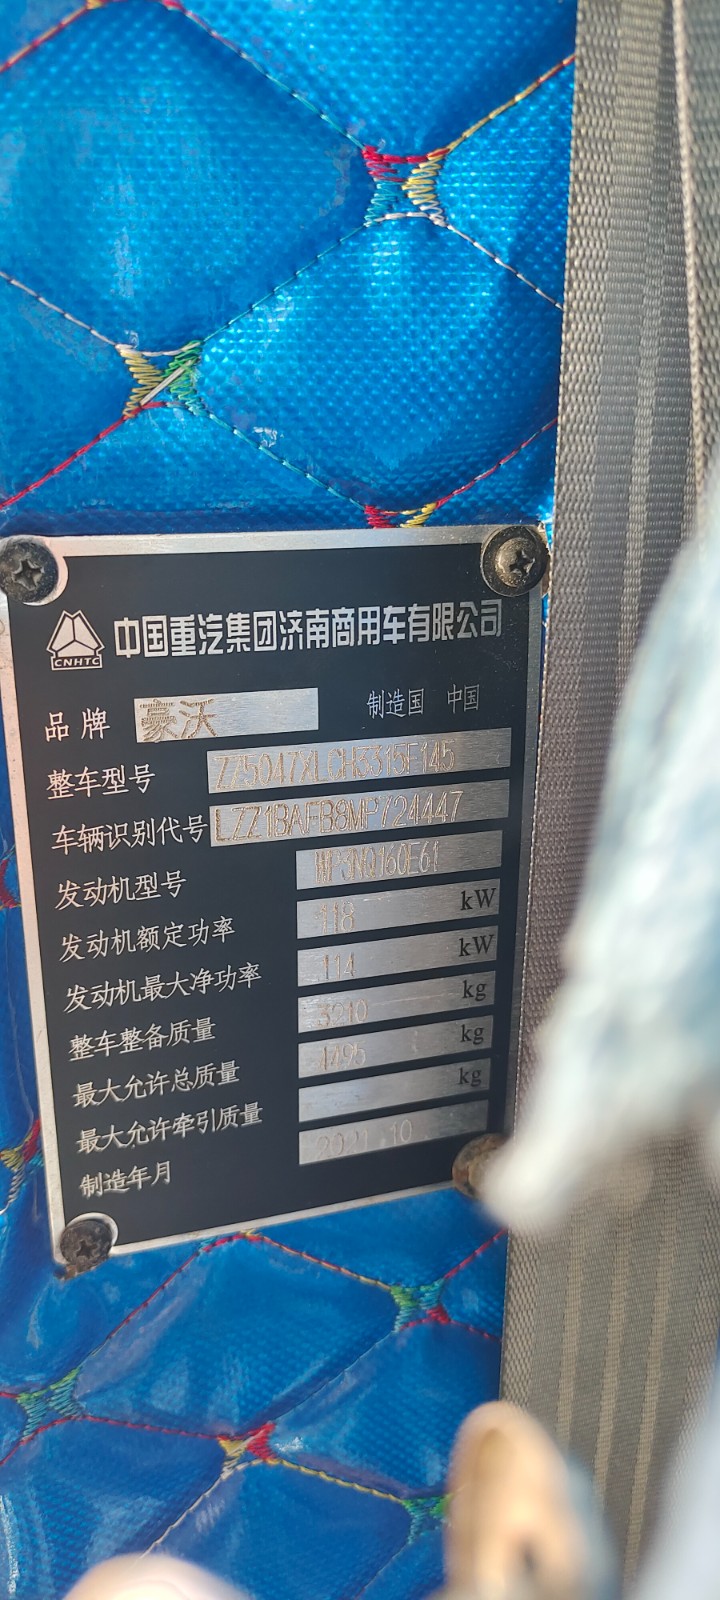 CNHTC 中国重汽集团济南商用车有限公司
品牌 豪沃 制造国 中国
整车型号 ZZ5047XLCH3315F145
车辆识别代号 LZZ1BAFB8MP724447
发动机型号 WP3NQ160E61
发动机额定功率 118 kW
发动机最大净功率 114 kW
整车整备质量 3210 kg
最大允许总质量 4495 kg
最大允许牵引质量 kg
制造年月 2021.10